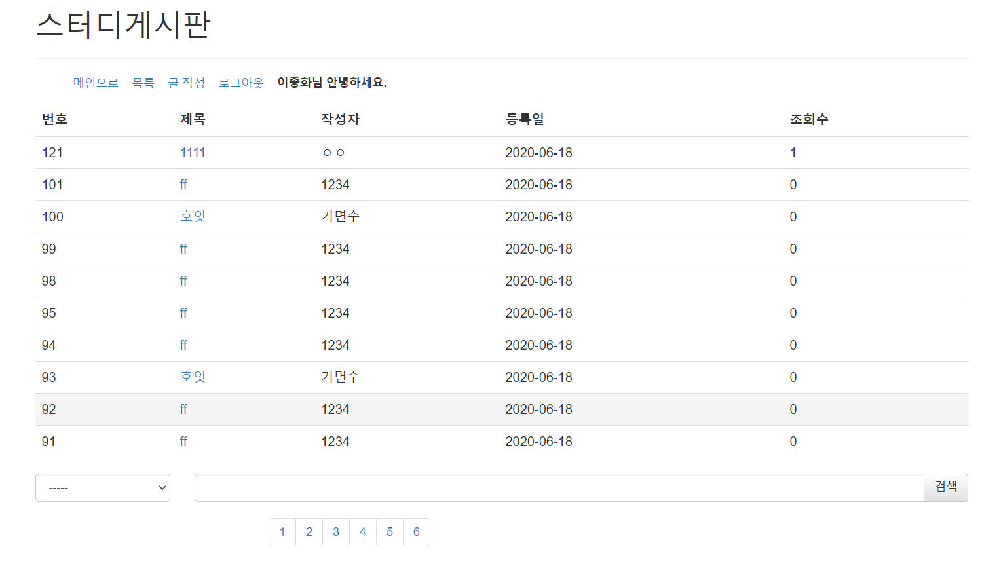 스터디게시판
메인으로 목록 글 작성 로그아웃 이종화님 안녕하세요.
번호 제목 작성자 등록일 조회수
121 1111 ㅇㅇ 2020-06-18 1
101 ff 1234 2020-06-18 0
100 호잇 기면수 2020-06-18 0
99 ff 1234 2020-06-18 0
98 ff 1234 2020-06-18 0
95 ff 1234 2020-06-18 0
94 ff 1234 2020-06-18 0
93 호잇 기면수 2020-06-18 0
92 ff 1234 2020-06-18 0
91 ff 1234 2020-06-18 0
----- 검색
1 2 3 4 5 6